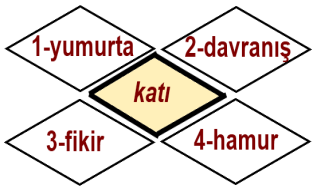 1-yumurta
2-davranış
katı
3-fikir
4-hamur